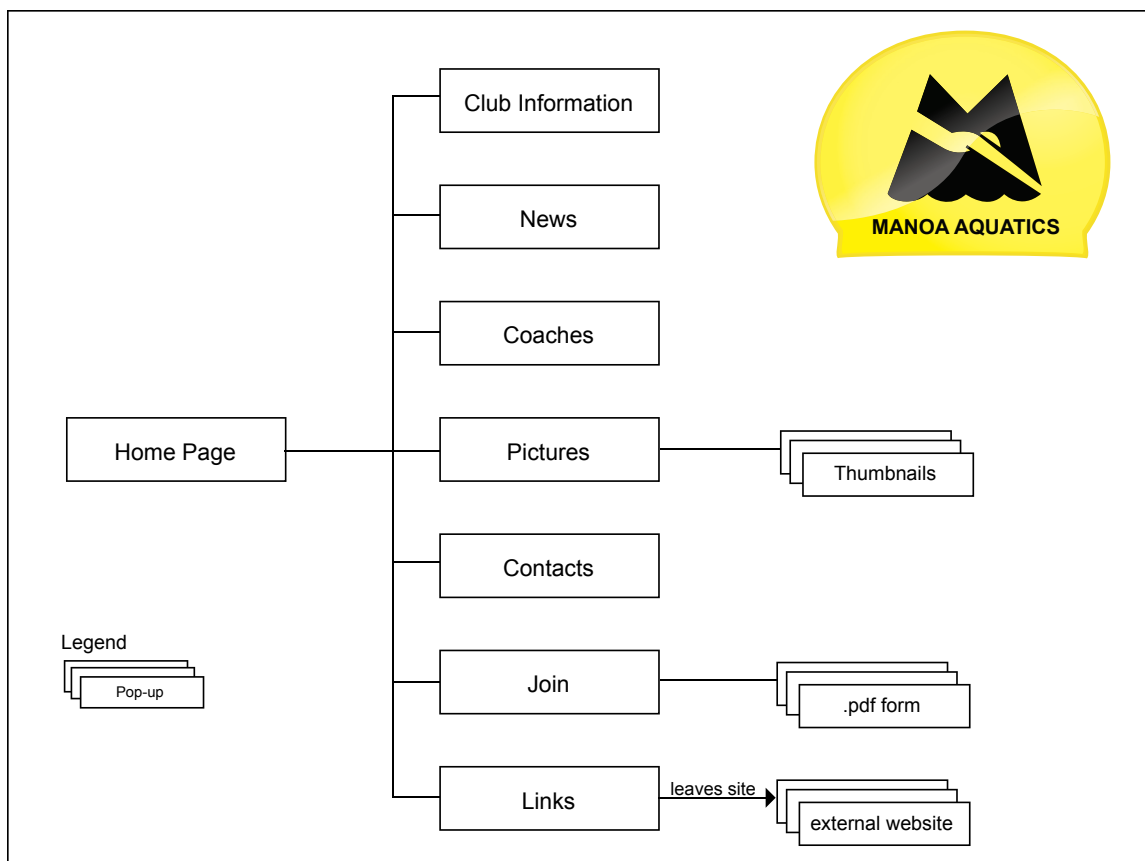 Club Information
MANOA AQUATICS
News
Coaches
Home Page
Pictures
Thumbnails
Contacts
Legend
Pop-up
Join
.pdf form
Links
leaves site
external website